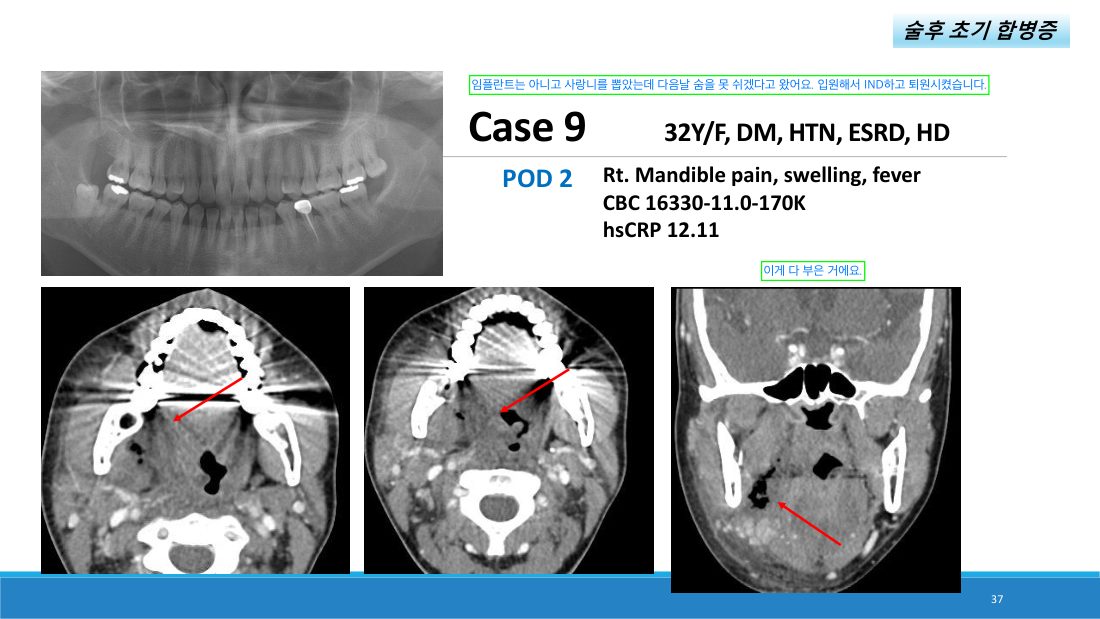 술후 초기 합병증
임플란트는 아니고 사랑니를 뽑았는데 다음날 숨을 못 쉬겠다고 왔어요. 입원해서 IND하고 퇴원시켰습니다.
Case 9
32Y/F, DM, HTN, ESRD, HD
POD 2
Rt. Mandible pain, swelling, fever
CBC 16330-11.0-170K
hsCRP 12.11
이게 다 부은 거에요.
37